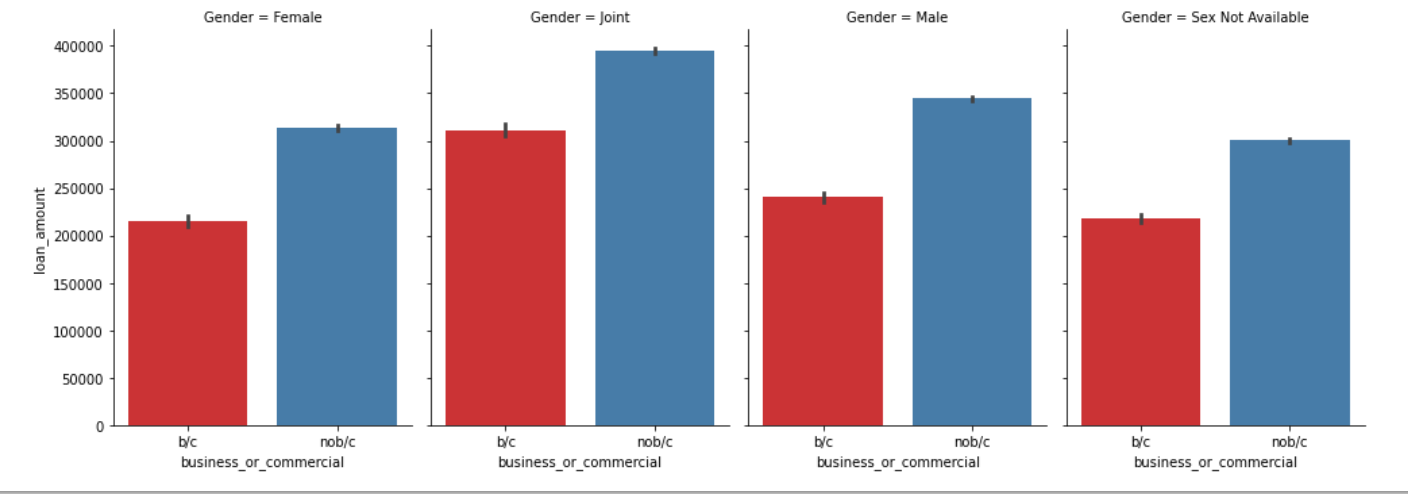 Gender = Female
Gender = Joint
Gender = Male
Gender = Sex Not Available
loan_amount
400000
350000
300000
250000
200000
150000
100000
50000
0
b/c nob/c
business_or_commercial
b/c nob/c
business_or_commercial
b/c nob/c
business_or_commercial
b/c nob/c
business_or_commercial